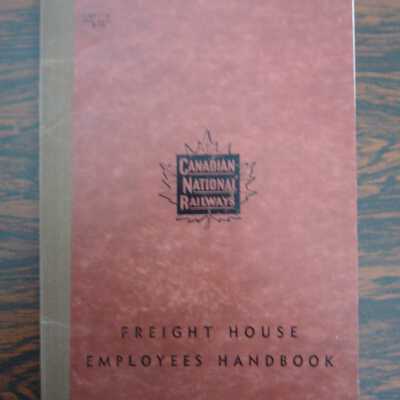 CANADIAN
NATIONAL
RAILWAYS
FREIGHT HOUSE
EMPLOYEES HANDBOOK